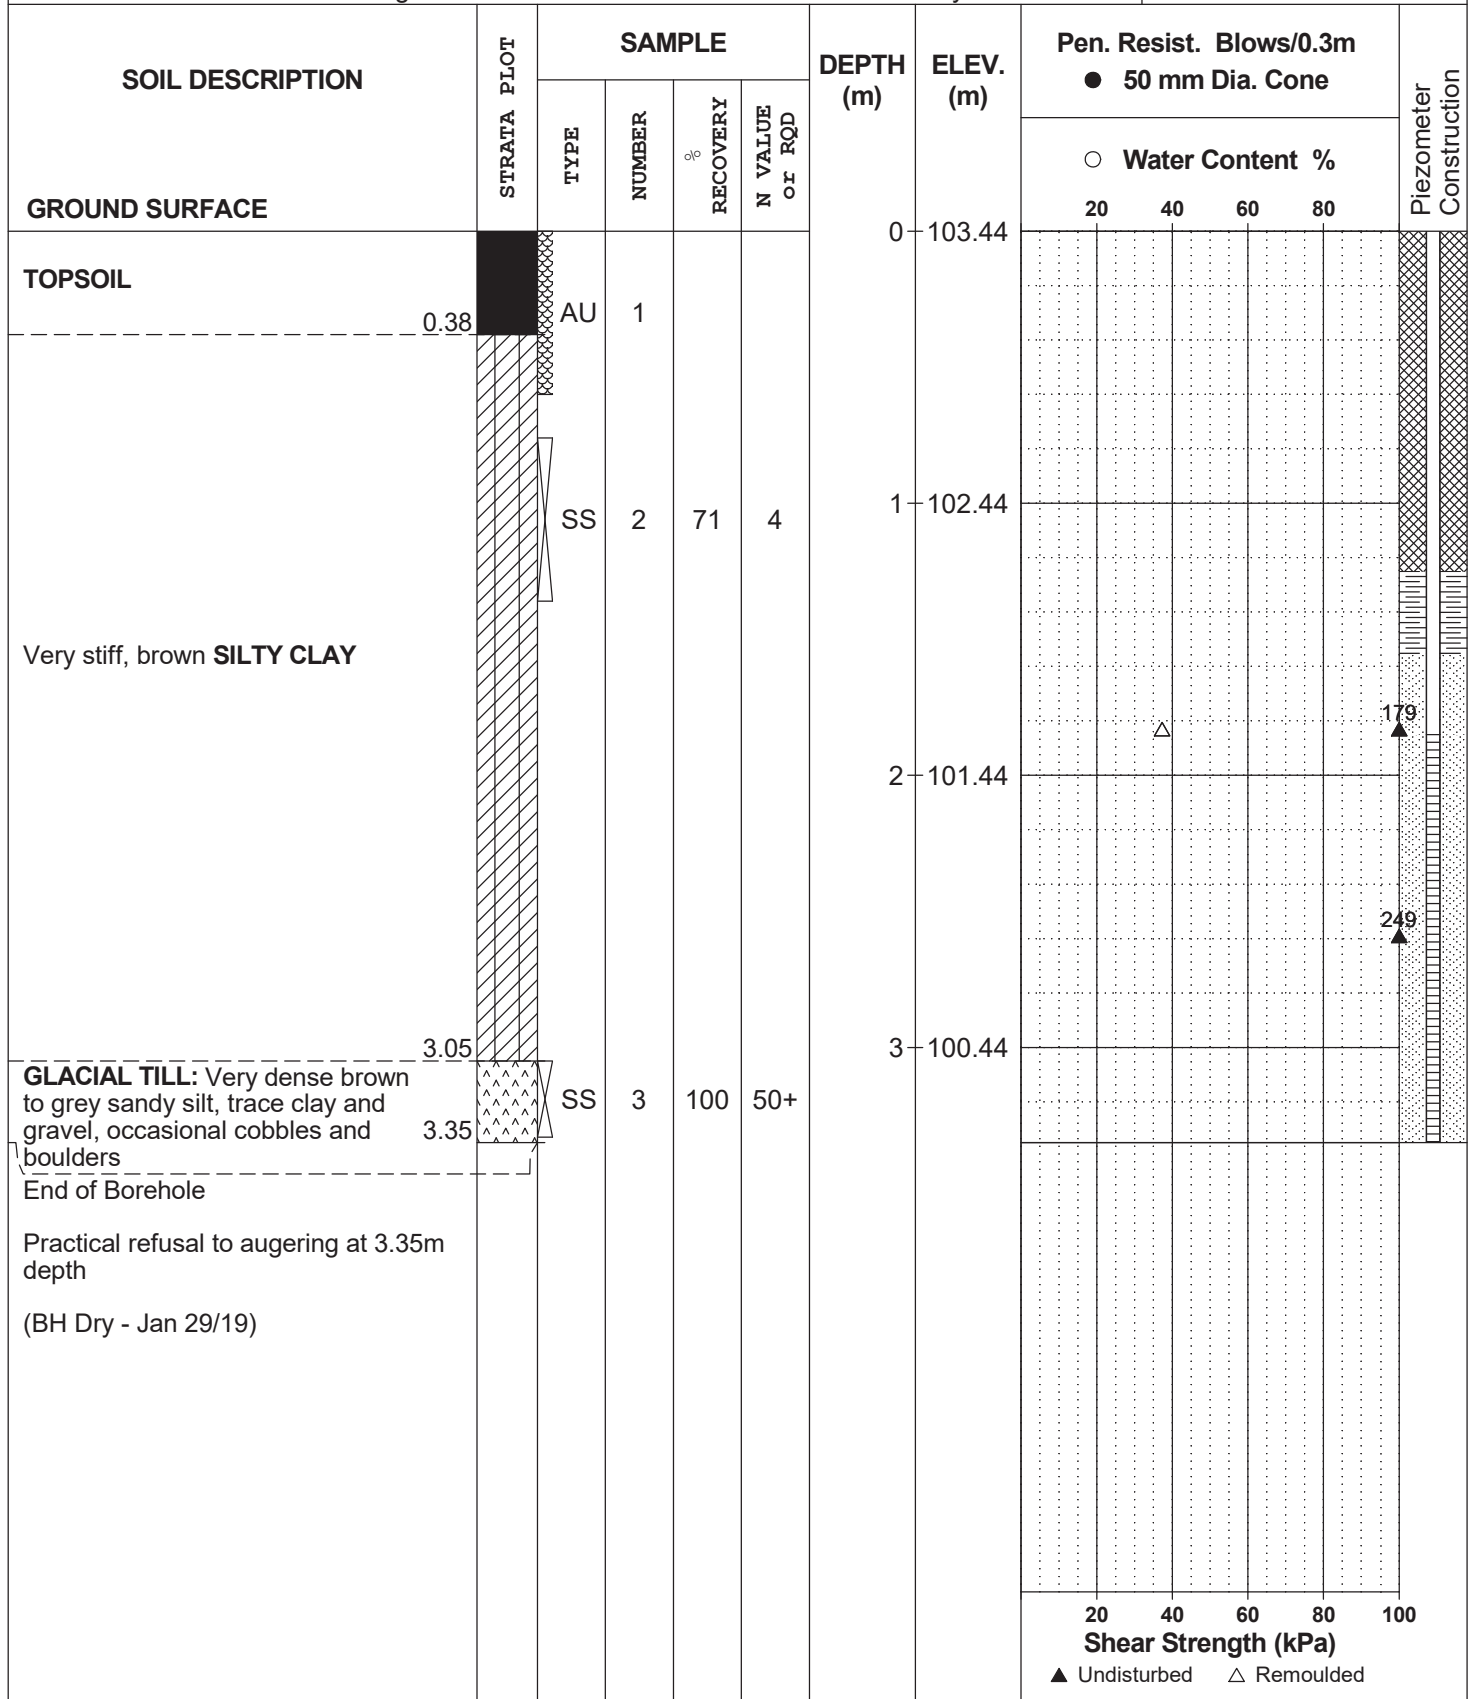 SOIL DESCRIPTION
GROUND SURFACE
STRATA PLOT
SAMPLE
TYPE
NUMBER
%
RECOVERY
N VALUE
or RQD
DEPTH
(m)
ELEV.
(m)
Pen. Resist. Blows/0.3m
● 50 mm Dia. Cone
○ Water Content %
20 40 60 80
Piezometer
Construction
0 103.44
TOPSOIL
0.38
AU 1
1 102.44
SS 2 71 4
Very stiff, brown SILTY CLAY
179
2 101.44
249
3.05
3 100.44
GLACIAL TILL: Very dense brown
to grey sandy silt, trace clay and
gravel, occasional cobbles and
boulders
3.35
SS 3 100 50+
End of Borehole
Practical refusal to augering at 3.35m
depth
(BH Dry - Jan 29/19)
20 40 60 80 100
Shear Strength (kPa)
▲ Undisturbed △ Remoulded